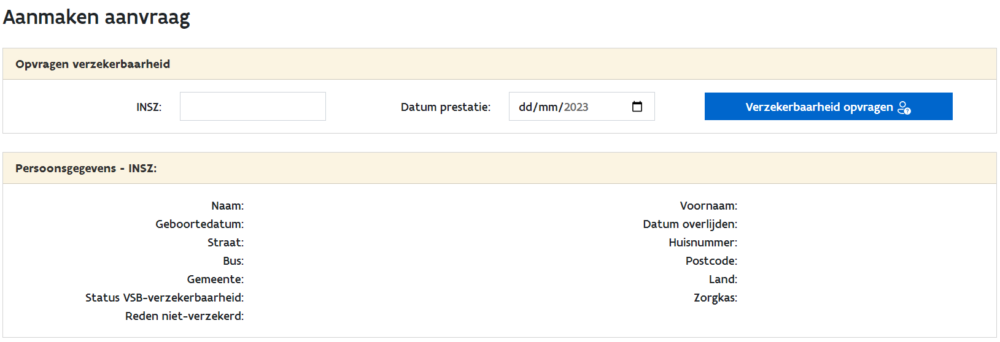 Aanmaken aanvraag
Opvragen verzekerbaarheid
INSZ: Datum prestatie: dd/mm/2023 Verzekerbaarheid opvragen
Persoonsgegevens - INSZ:
Naam: Voornaam:
Geboortedatum: Datum overlijden:
Straat: Huisnummer:
Bus: Postcode:
Gemeente: Land:
Status VSB-verzekerbaarheid: Zorgkas:
Reden niet-verzekerd: